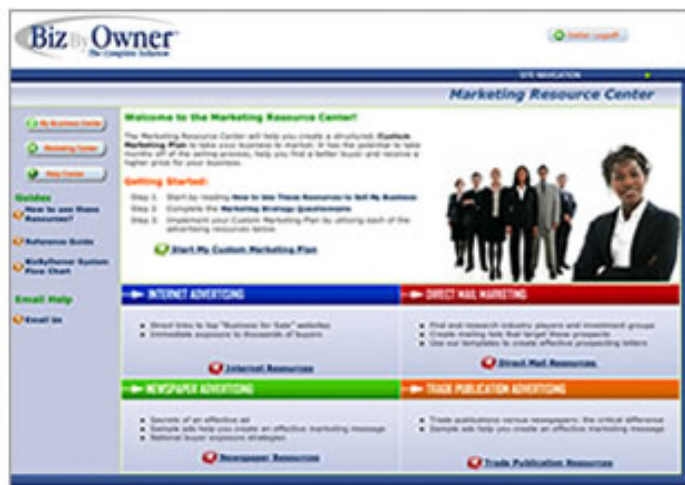 Biz By Owner
The Complete Solution
Seller Logoff
SITE NAVIGATION
Marketing Resource Center
My Business Center
Marketing Center
Help Center
Guides
How to use these
Resources?
Reference Guide
BizByOwner System
Flow Chart
Email Help
Email Us
Welcome to the Marketing Resource Center!
The Marketing Resource Center will help you create a structured, Custom
Marketing Plan to take your business to market. It has the potential to take
months off of the selling process, help you find a better buyer and receive a
higher price for your business.
Getting Started:
Step 1. Start by reading How to Use These Resources to Sell My Business
Step 2. Complete the Marketing Strategy Questionnaire
Step 3. Implement your Custom Marketing Plan by utilizing each of the
advertising resources below.
Start My Custom Marketing Plan
INTERNET ADVERTISING
Direct links to top "Business for Sale" websites
Immediate exposure to thousands of buyers
Internet Resources
DIRECT MAIL MARKETING
Find and research industry players and investment groups
Create mailing lists that target these prospects
Use our templates to create effective prospecting letters
Direct Mail Resources
NEWSPAPER ADVERTISING
Secrets of an effective ad
Sample ads help you create an effective marketing message
National buyer exposure strategies
Newspaper Resources
TRADE PUBLICATION ADVERTISING
Trade publications versus newspapers: the critical difference
Sample ads help you create an effective marketing message
Trade Publication Resources